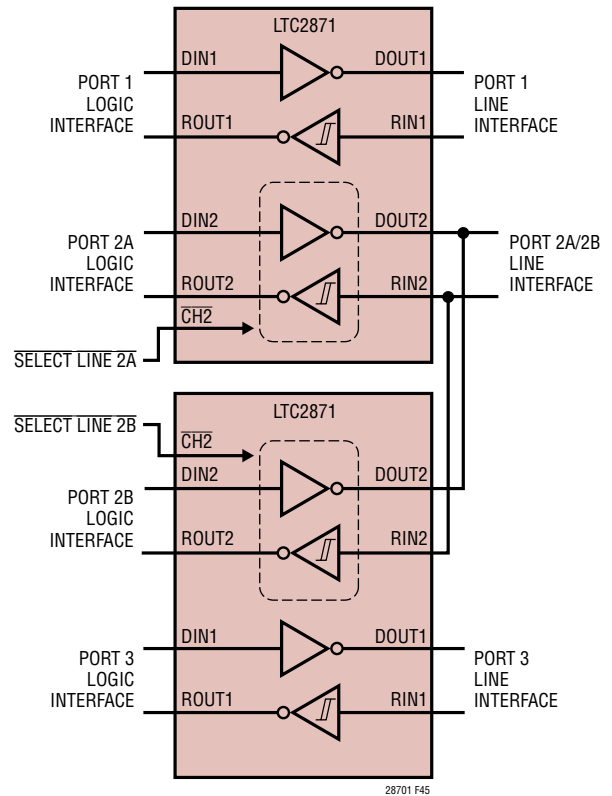 LTC2871
DIN1
DOUT1
PORT 1
LOGIC
INTERFACE
PORT 1
LINE
INTERFACE
ROUT1
RIN1
DIN2
DOUT2
PORT 2A
LOGIC
INTERFACE
PORT 2A/2B
LINE
INTERFACE
ROUT2
RIN2
CH2
SELECT LINE 2A
LTC2871
SELECT LINE 2B
CH2
DIN2
DOUT2
PORT 2B
LOGIC
INTERFACE
ROUT2
RIN2
DIN1
DOUT1
PORT 3
LOGIC
INTERFACE
PORT 3
LINE
INTERFACE
ROUT1
RIN1
28701 F45